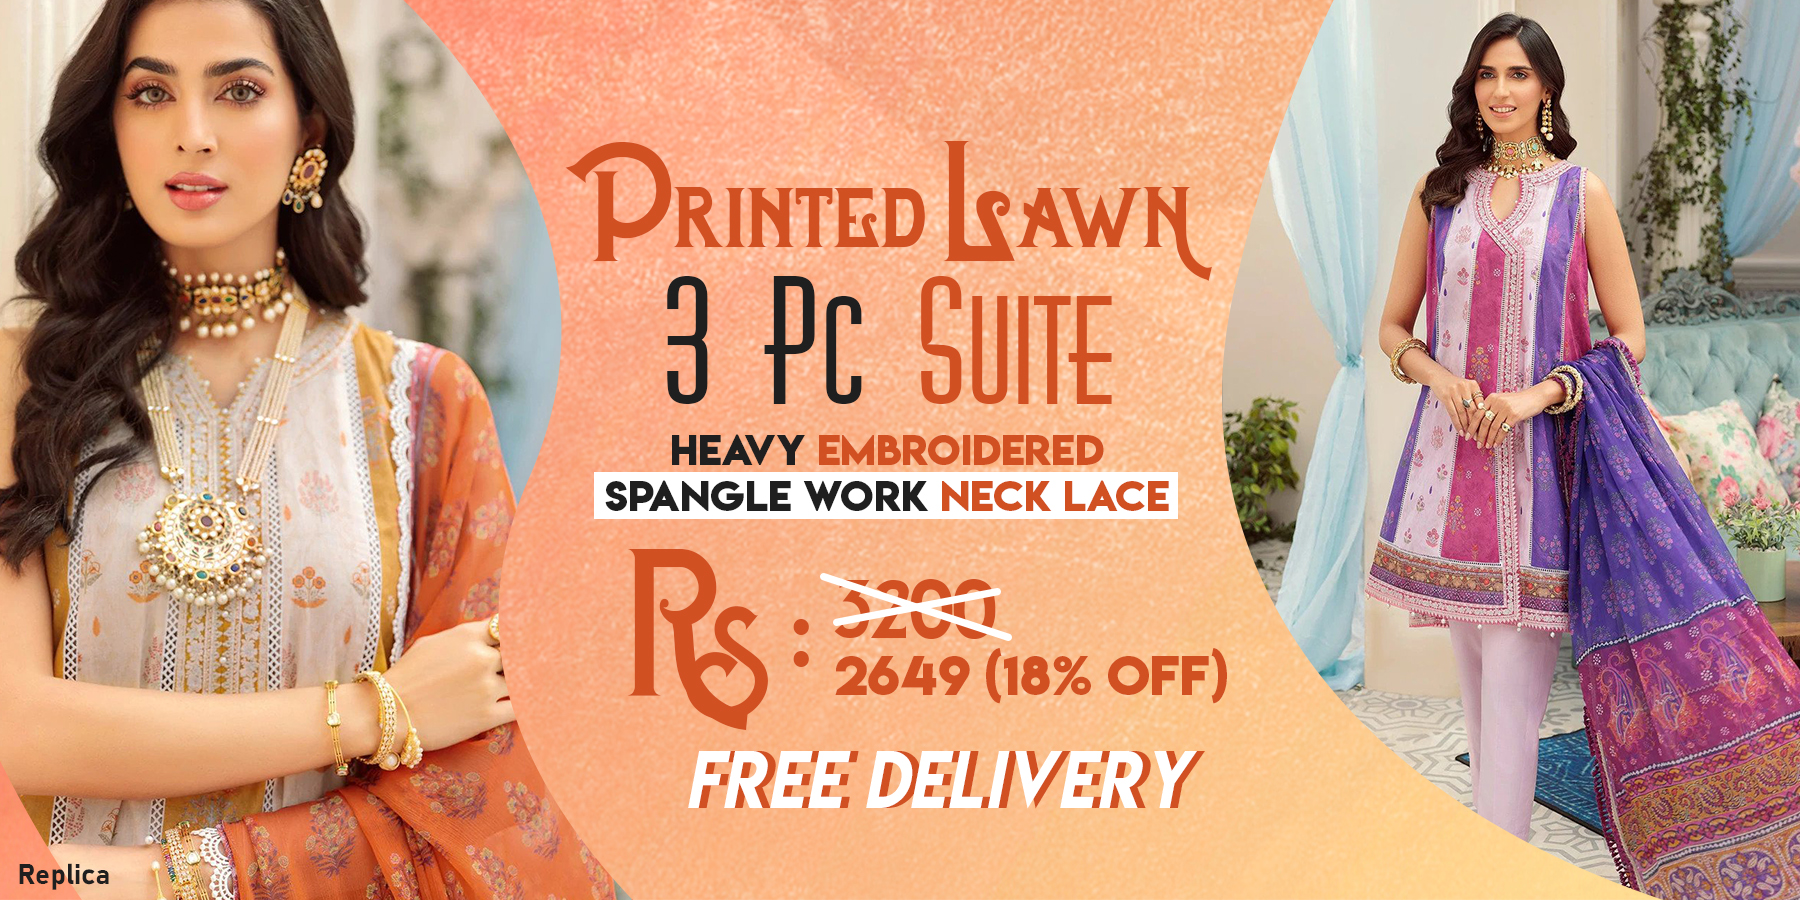 Printed Lawn
3 Pc Suite
HEAVY EMBROIDERED
SPANGLE WORK NECK LACE
Rs : 3200
2649 (18% OFF)
FREE DELIVERY
Replica